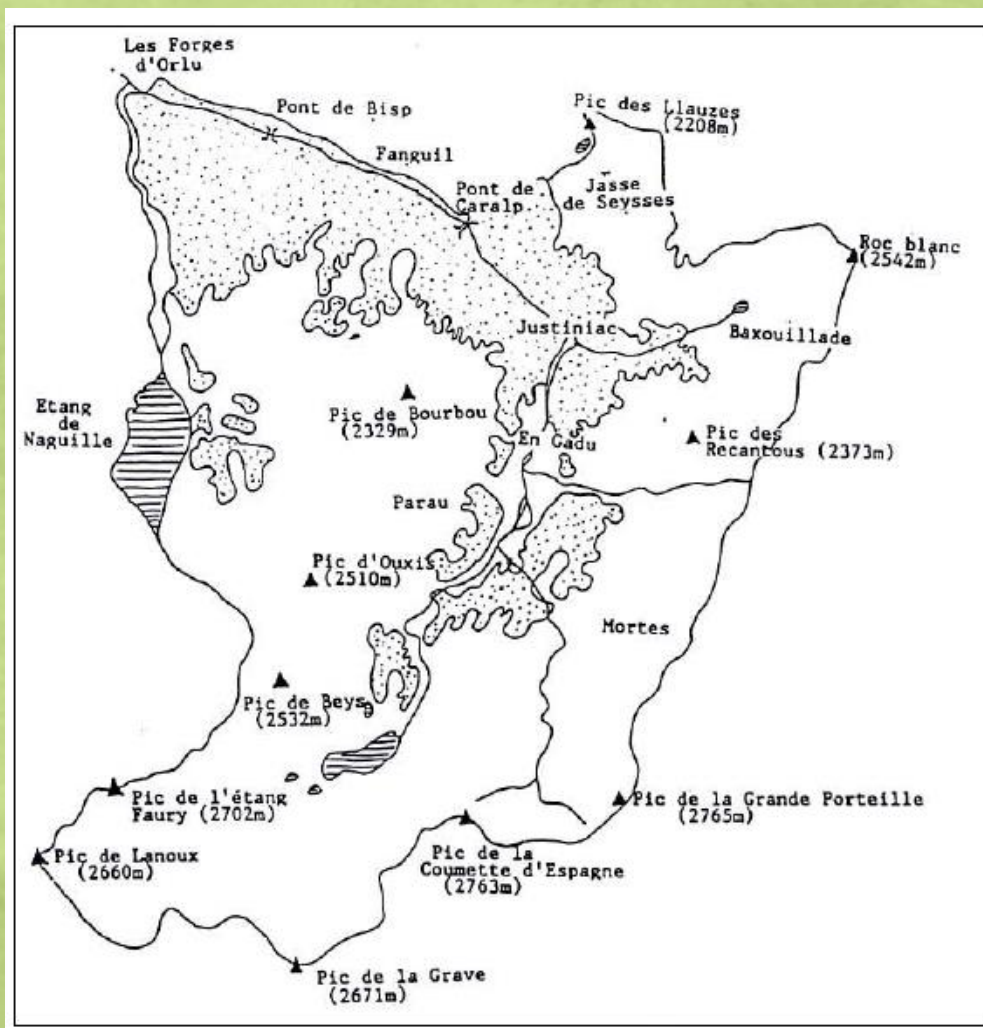 Les Forges
d'Orlu
Pont de Bisp
Pic des Llauzes
(2208m)
Fanguil
Pont de
Caralp
Jasse
de Seysses
Roc blanc
(2542m)
Justiniac
Baxouillade
Etang
de
Naguille
Pic de Bourbou
(2329m)
En Gadu
Pic des
Recantous (2373m)
Parau
Pic d'Ouxis
(2510m)
Mortes
Pic de Beys
(2532m)
Pic de l'étang
Faury (2702m)
Pic de la Grande Porteille
(2765m)
Pic de Lanoux
(2660m)
Pic de la
Coumette d'Espagne
(2763m)
Pic de la Grave
(2671m)